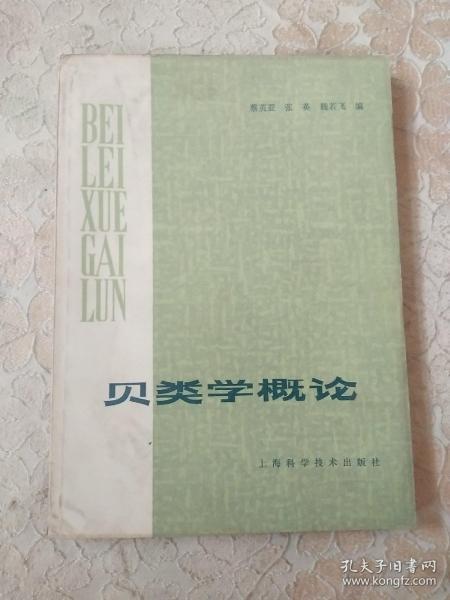 蔡英亚 张英 魏若飞 编
BEI
LEI
XUE
GAI
LUN
贝类学概论
上海科学技术出版社
孔夫子旧书网
www.kongfz.com